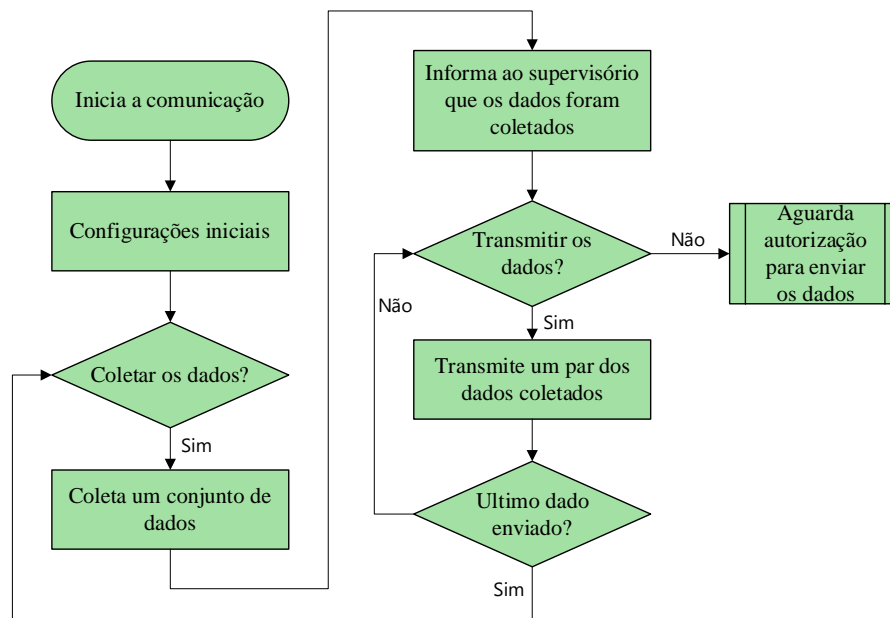 Inicia a comunicação
Configurações iniciais
Coletar os dados?
Sim
Coleta um conjunto de
dados
Informa ao supervisório
que os dados foram
coletados
Transmitir os
dados?
Não
Aguarda
autorização
para enviar
os dados
Não
Sim
Transmite um par dos
dados coletados
Ultimo dado
enviado?
Sim